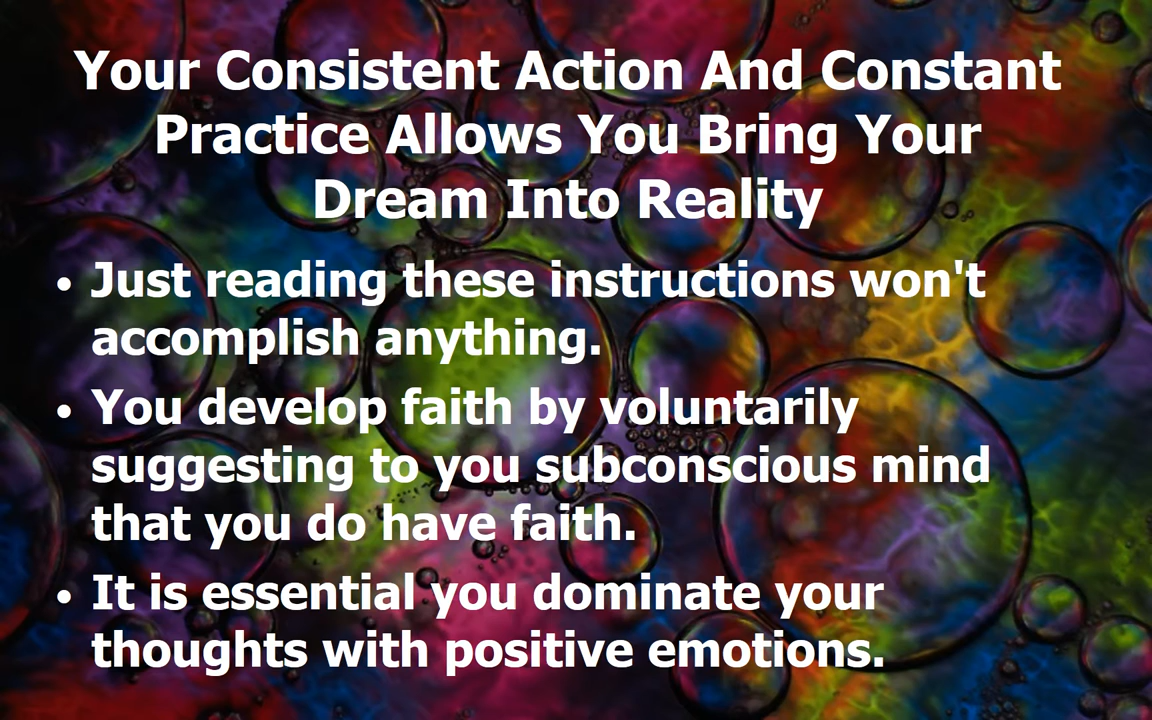 Your Consistent Action And Constant
Practice Allows You Bring Your
Dream Into Reality
• Just reading these instructions won't
accomplish anything.
• You develop faith by voluntarily
suggesting to you subconscious mind
that you do have faith.
• It is essential you dominate your
thoughts with positive emotions.